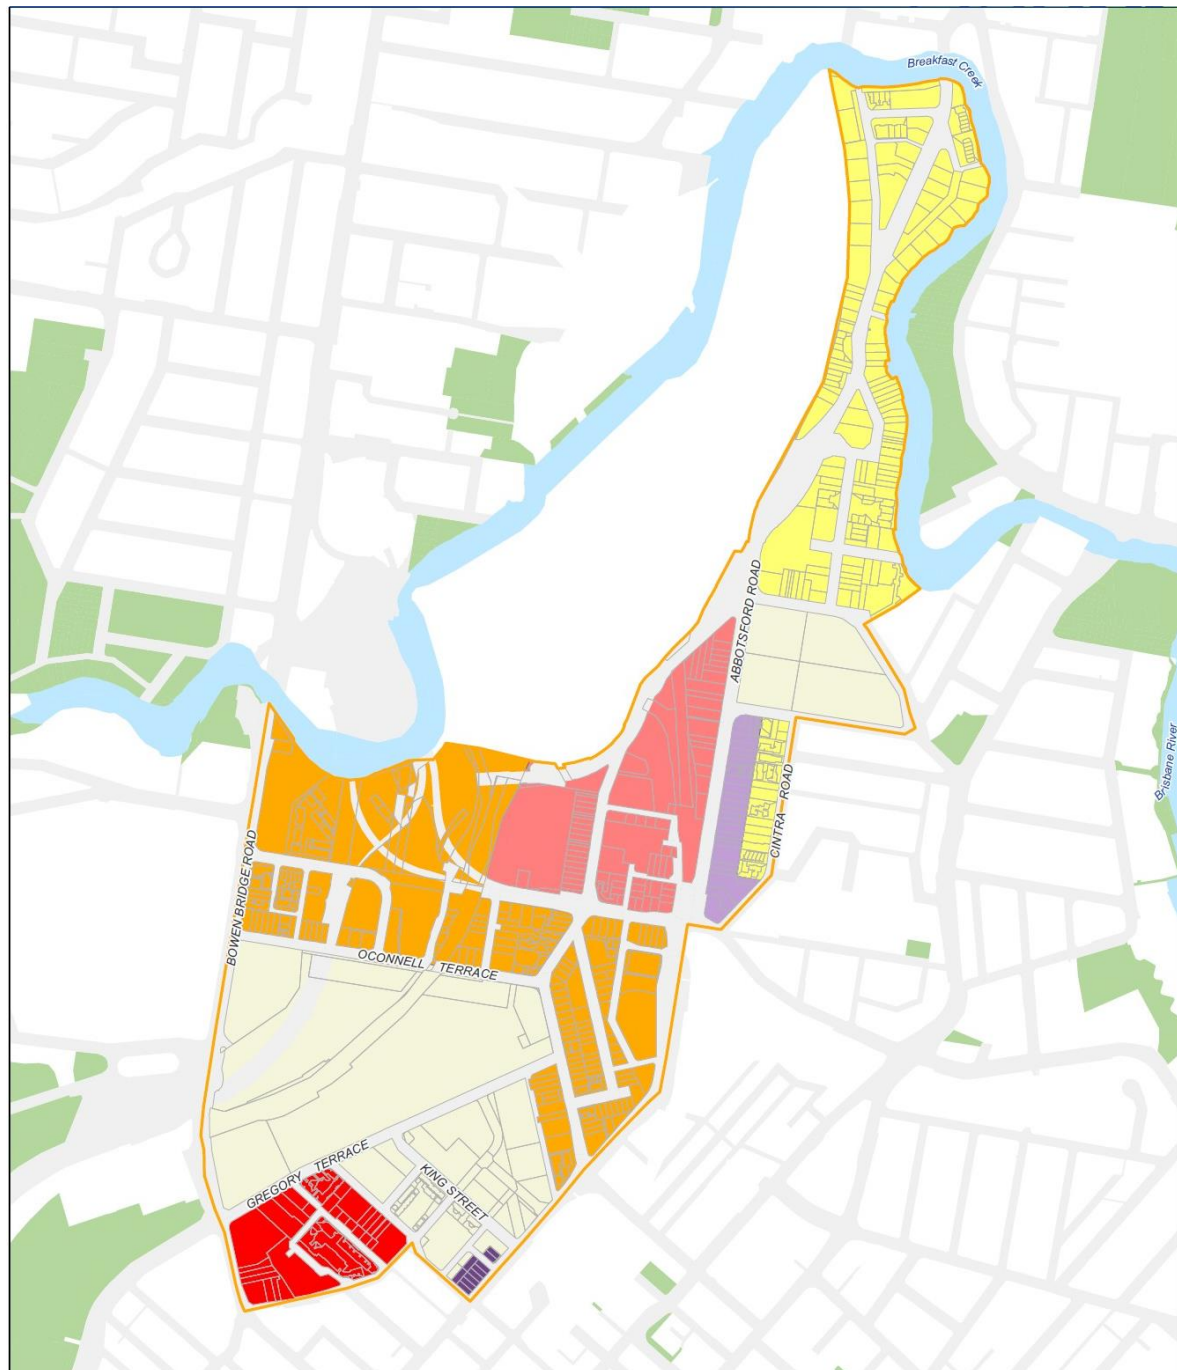 Breakfast Creek
ABBOTSFORD ROAD
Brisbane River
CINTRA ROAD
BOWEN BRIDGE ROAD
OCONNELL TERRACE
GREGORY TERRACE
KING STREET